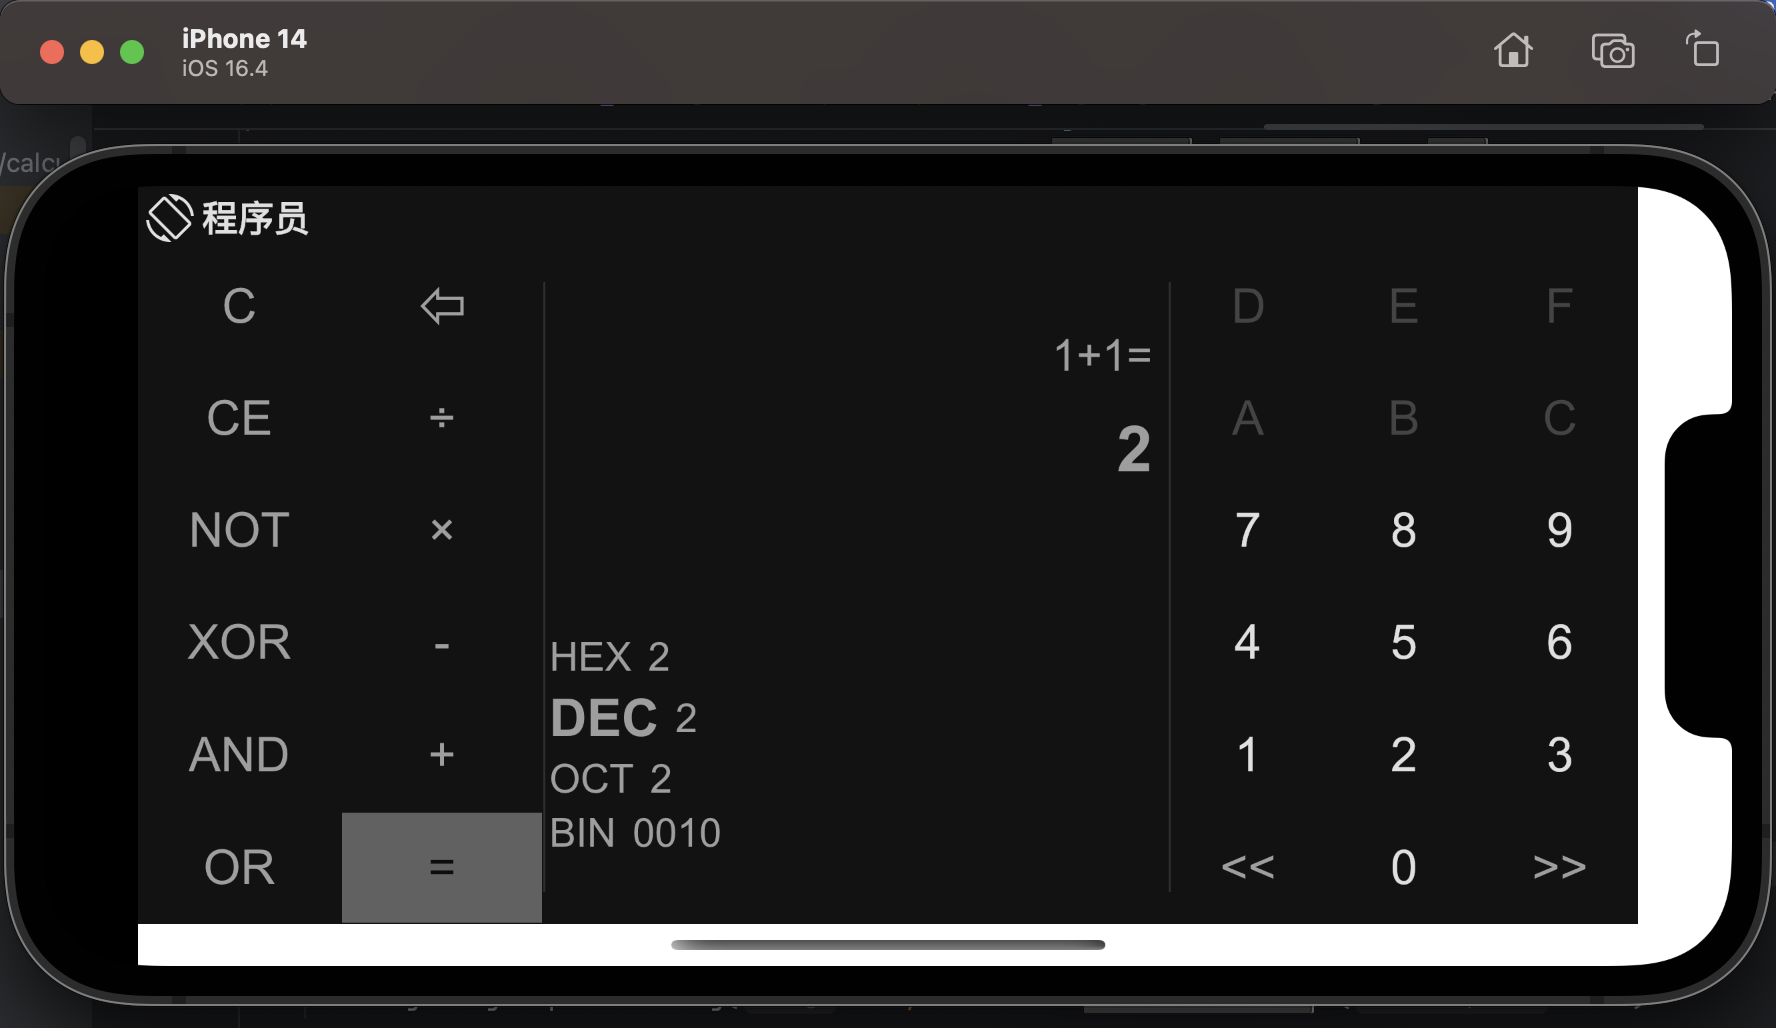 iPhone 14
iOS 16.4
/calcu
程序员
C
CE ÷
NOT ×
XOR -
AND +
OR =
1+1=
2
HEX 2
DEC 2
OCT 2
BIN 0010
D E F
A B C
7 8 9
4 5 6
1 2 3
<< 0 >>